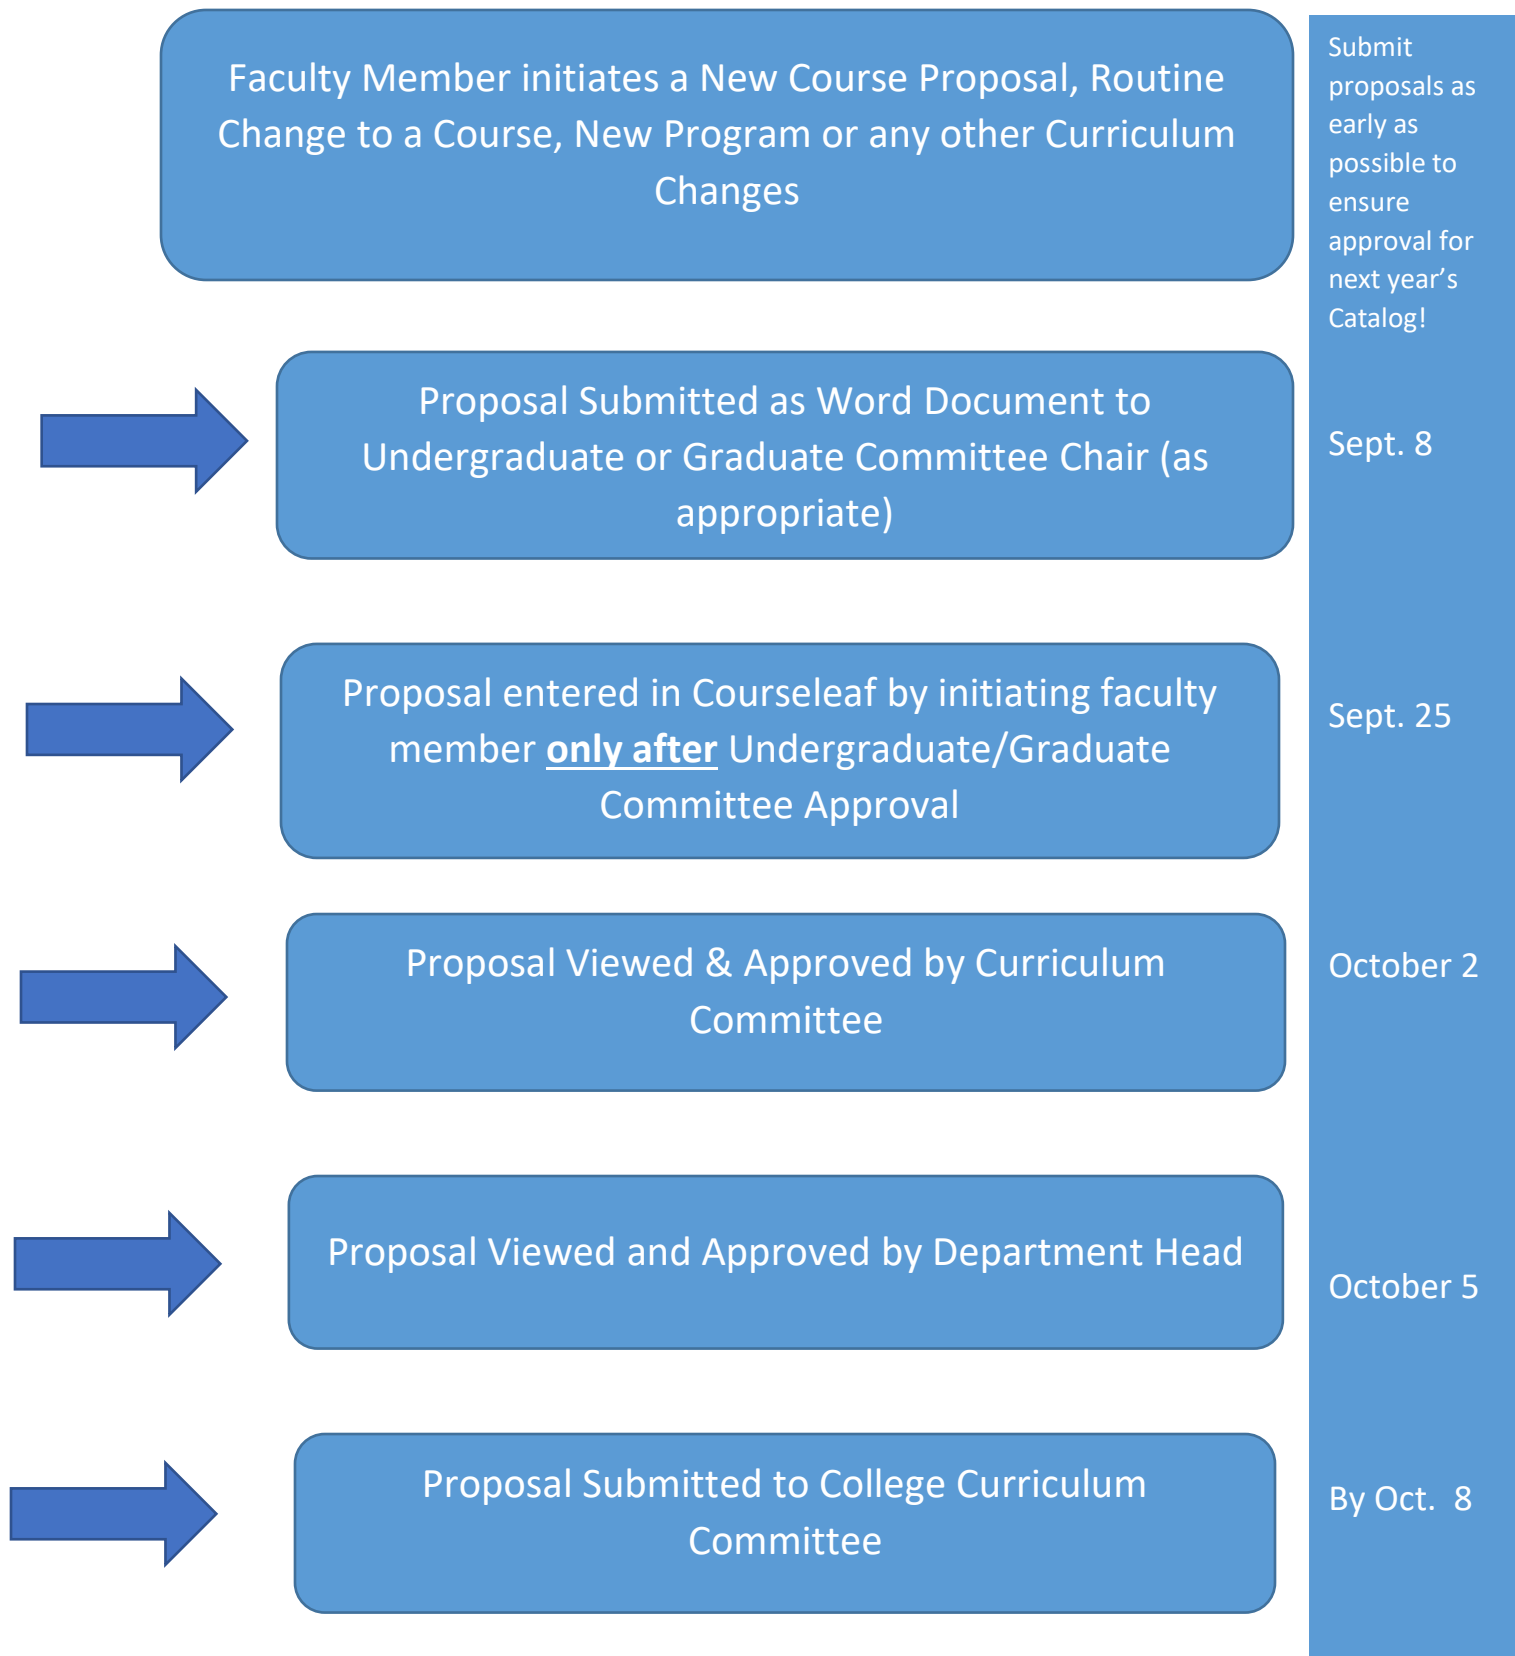 Faculty Member initiates a New Course Proposal, Routine
Change to a Course, New Program or any other Curriculum
Changes
Submit
proposals as
early as
possible to
ensure
approval for
next year’s
Catalog!
Proposal Submitted as Word Document to
Undergraduate or Graduate Committee Chair (as
appropriate)
Sept. 8
Proposal entered in Courseleaf by initiating faculty
member only after Undergraduate/Graduate
Committee Approval
Sept. 25
Proposal Viewed & Approved by Curriculum
Committee
October 2
Proposal Viewed and Approved by Department Head
October 5
Proposal Submitted to College Curriculum
Committee
By Oct.  8